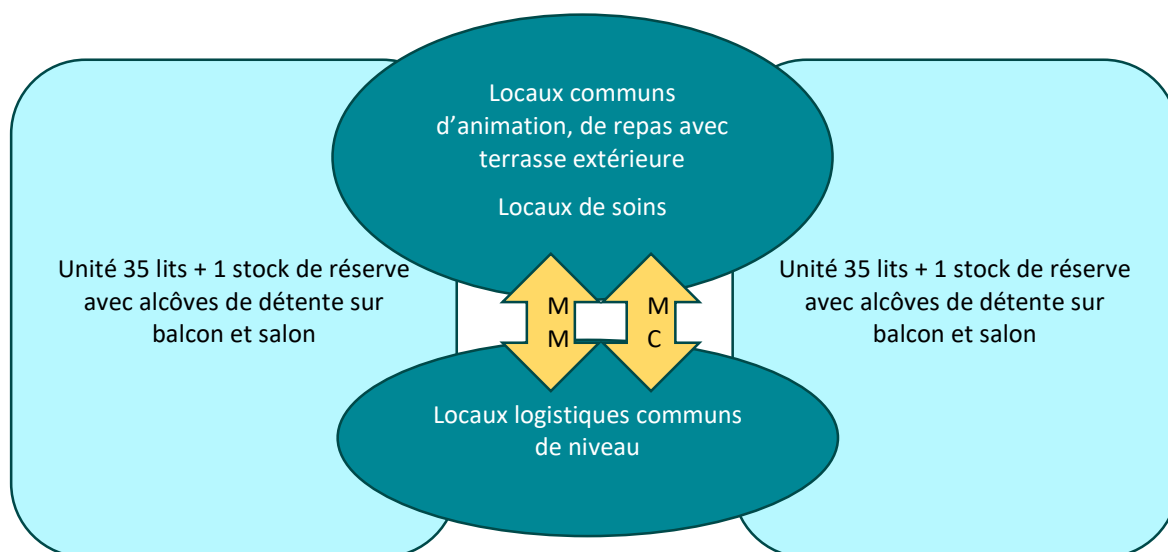 Locaux communs
d’animation, de repas avec
terrasse extérieure
Locaux de soins
Unité 35 lits + 1 stock de réserve
avec alcôves de détente sur
balcon et salon
M
M
M
C
Unité 35 lits + 1 stock de réserve
avec alcôves de détente sur
balcon et salon
Locaux logistiques communs
de niveau